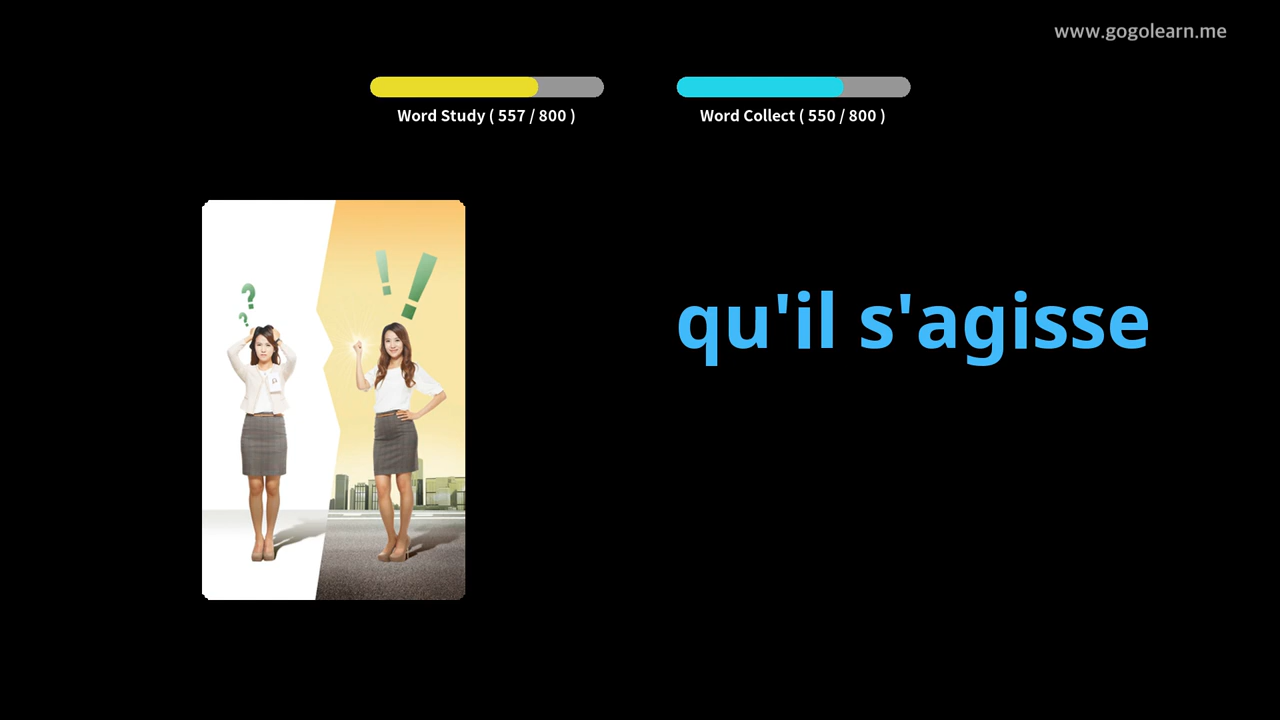 www.gogolearn.me
Word Study ( 557 / 800 )
Word Collect ( 550 / 800 )
? ?
! !
qu'il s'agisse